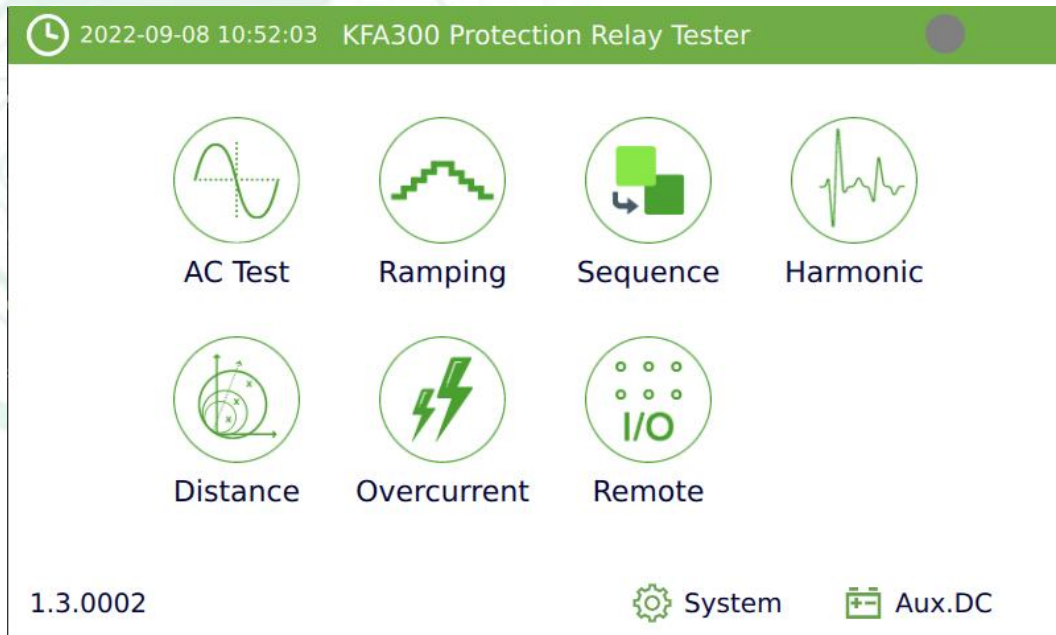 2022-09-08 10:52:03 KFA300 Protection Relay Tester
AC Test Ramping Sequence Harmonic
I/O
Distance Overcurrent Remote
1.3.0002 System Aux.DC